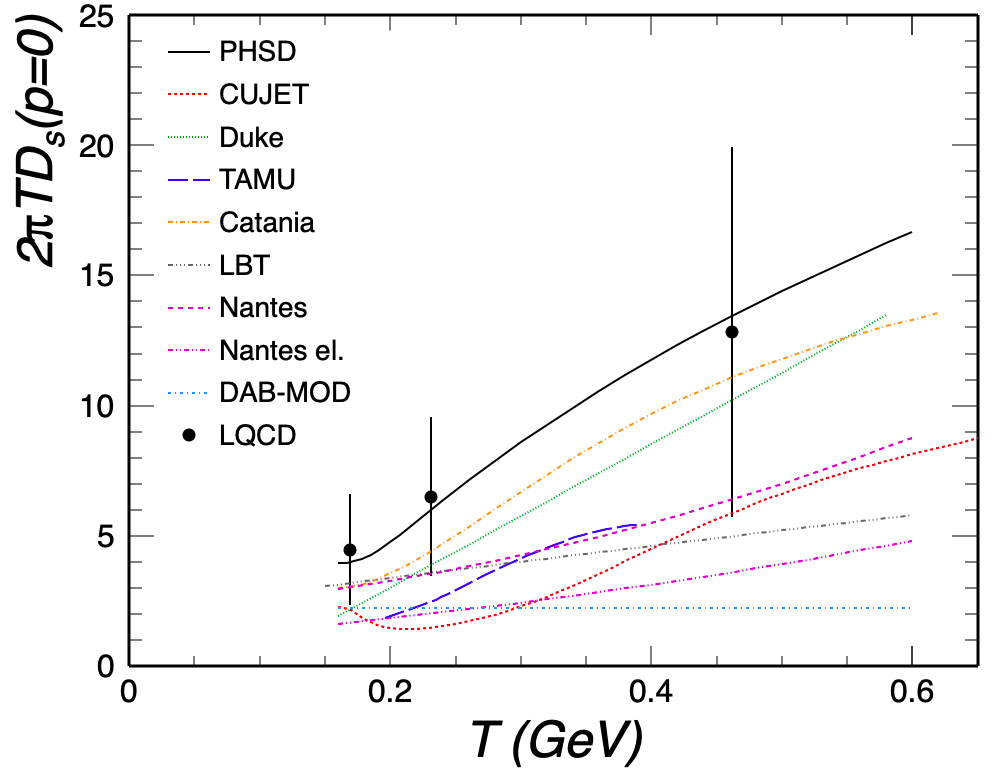 2πTDs(p=0)
25
20
15
10
5
0
PHSD
CUJET
Duke
TAMU
Catania
LBT
Nantes
Nantes el.
DAB-MOD
LQCD
0 0.2 0.4 0.6
T (GeV)